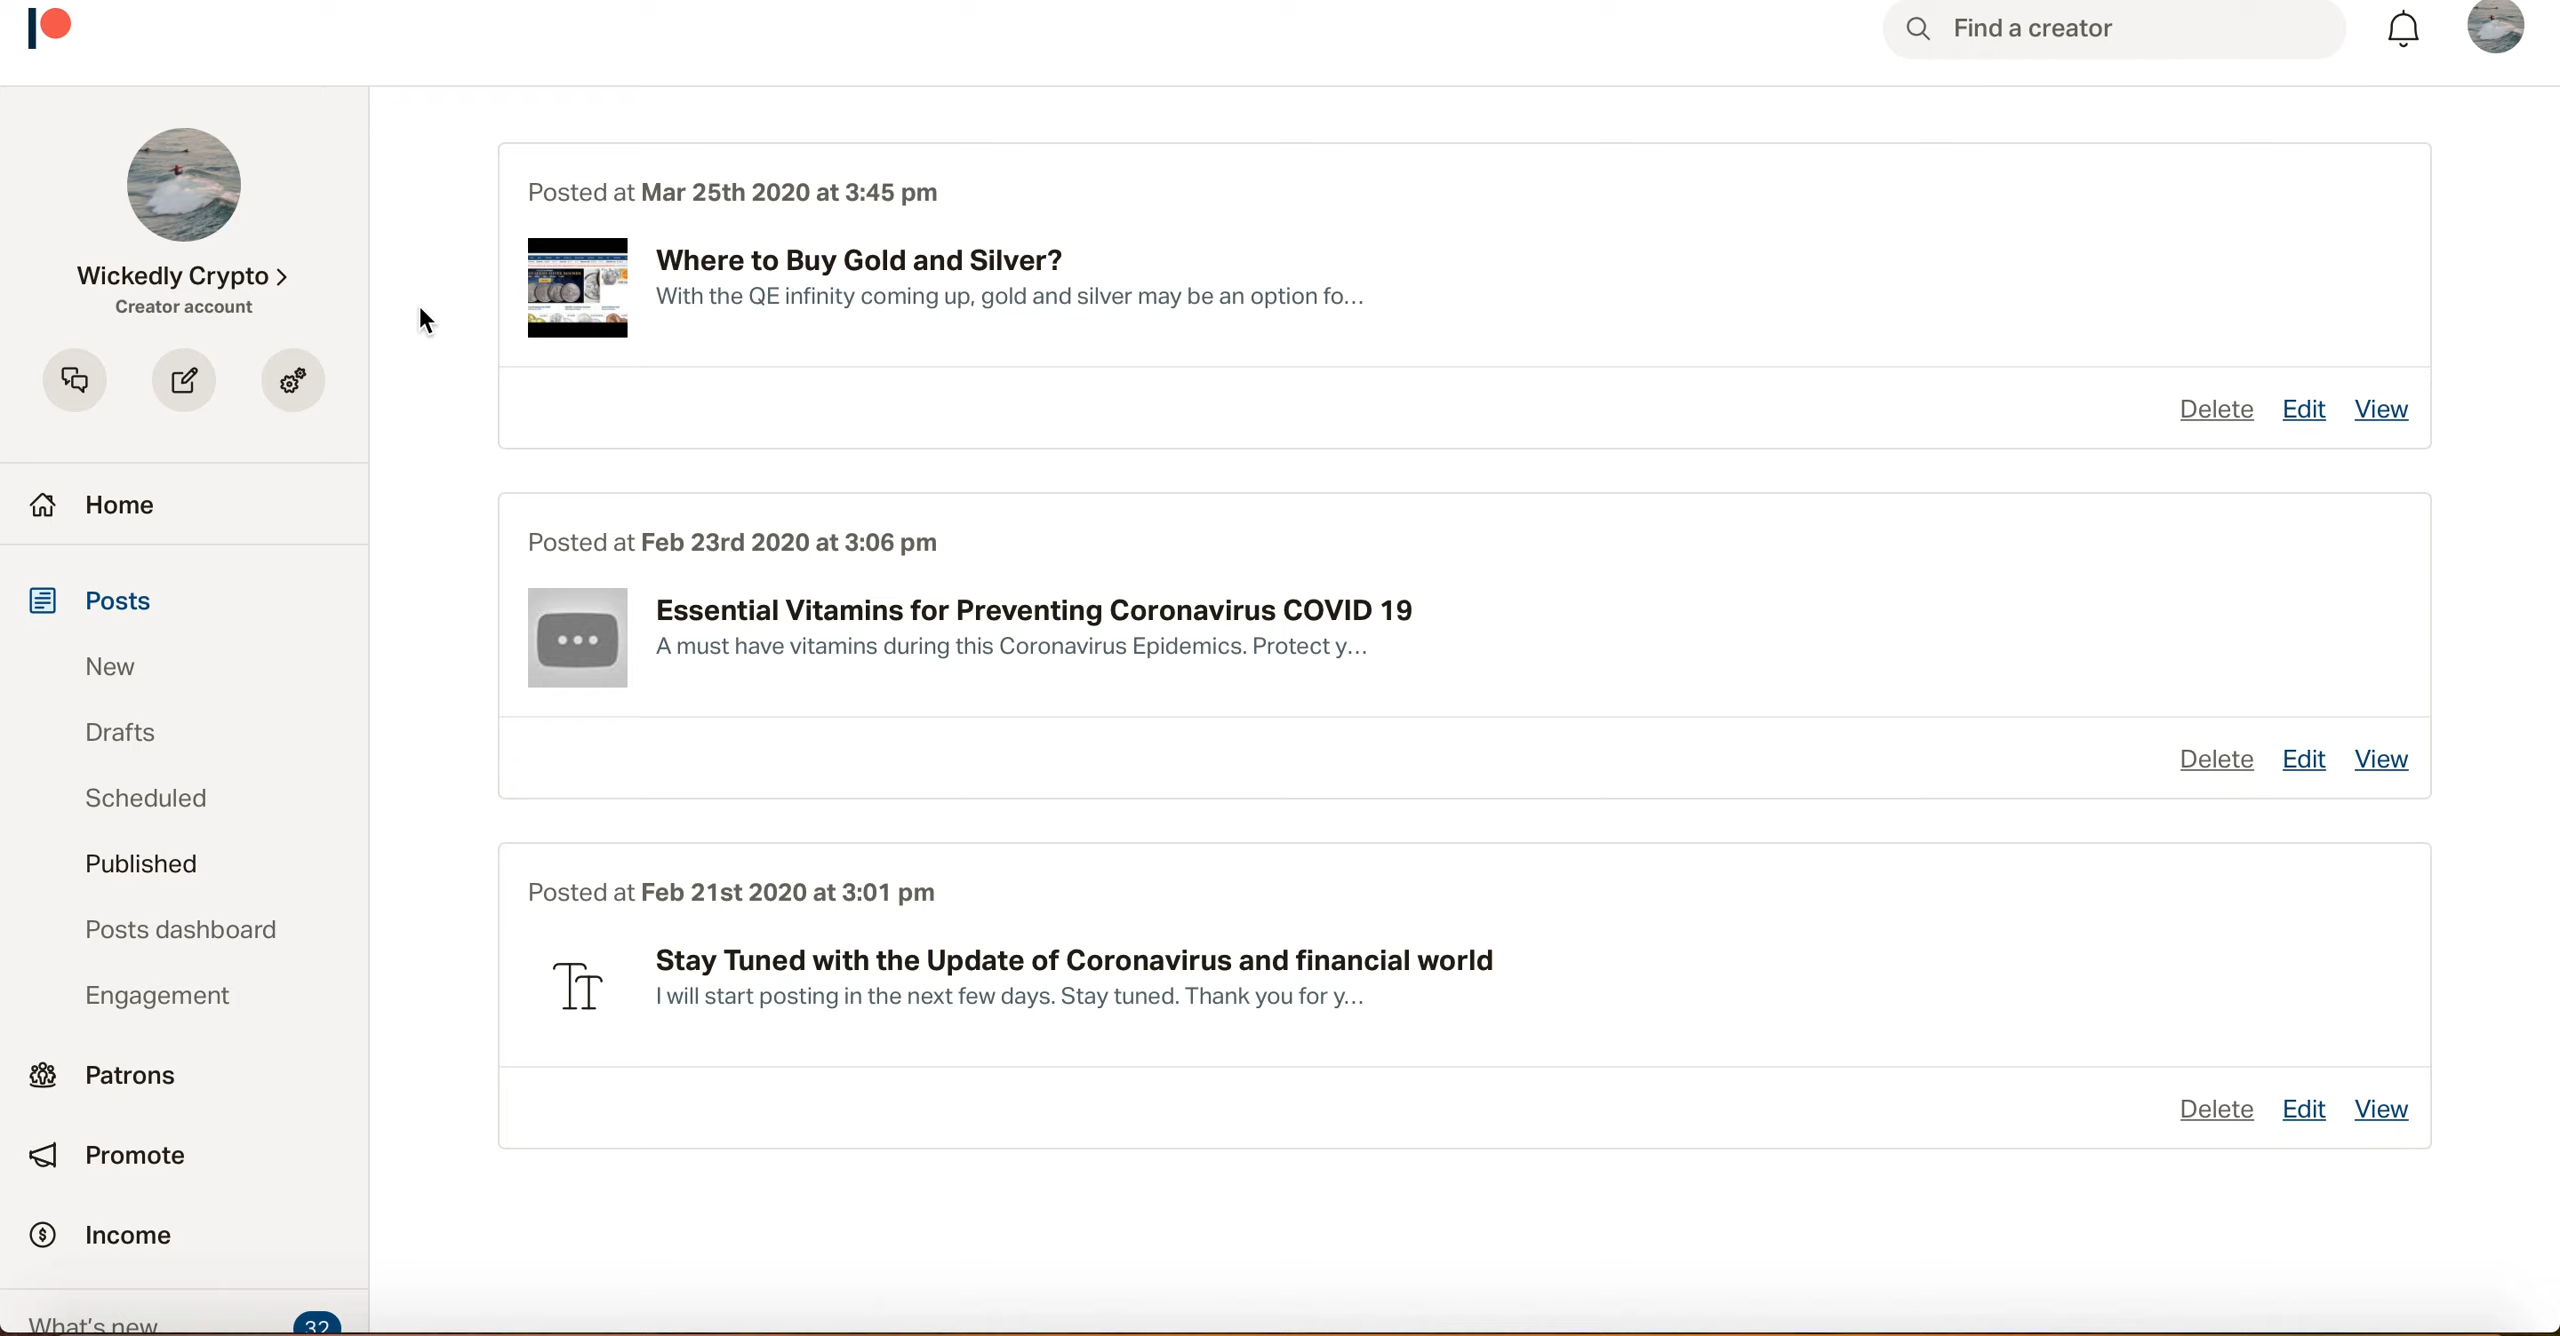 Find a creator
Wickedly Crypto
Creator account
Home
Posts
New
Drafts
Scheduled
Published
Posts dashboard
Engagement
Patrons
Promote
Income
What's new
32
Posted at Mar 25th 2020 at 3:45 pm
Where to Buy Gold and Silver?
With the QE infinity coming up, gold and silver may be an option fo...
Delete Edit View
Posted at Feb 23rd 2020 at 3:06 pm
Essential Vitamins for Preventing Coronavirus COVID 19
A must have vitamins during this Coronavirus Epidemics. Protect y...
Delete Edit View
Posted at Feb 21st 2020 at 3:01 pm
TT
Stay Tuned with the Update of Coronavirus and financial world
I will start posting in the next few days. Stay tuned. Thank you for y...
Delete Edit View